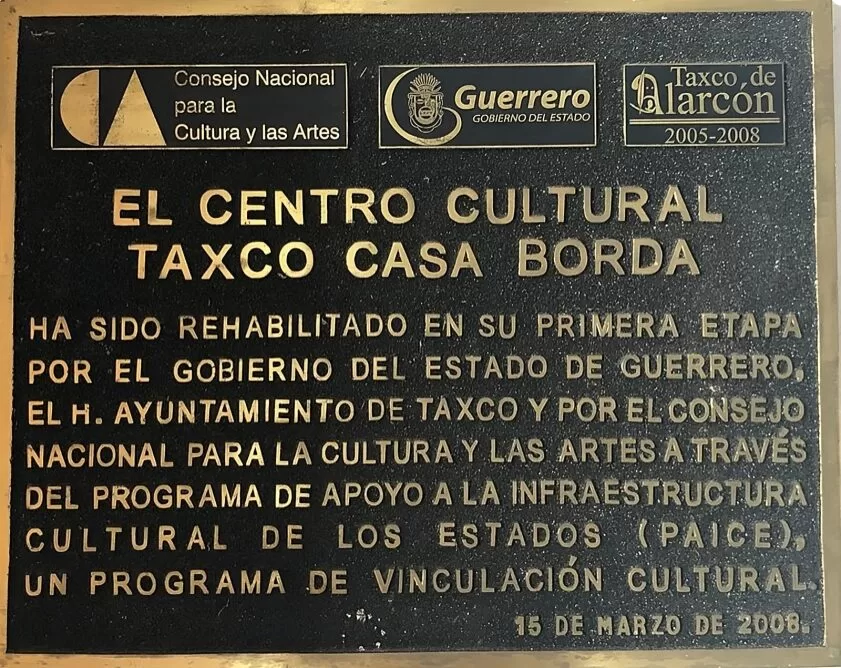 Consejo Nacional
para la
Cultura y las Artes
Guerrero
GOBIERNO DEL ESTADO
Taxco de
Alarcón
2005-2008
EL CENTRO CULTURAL
TAXCO CASA BORDA
HA SIDO REHABILITADO EN SU PRIMERA ETAPA
POR EL GOBIERNO DEL ESTADO DE GUERRERO,
EL H. AYUNTAMIENTO DE TAXCO Y POR EL CONSEJO
NACIONAL PARA LA CULTURA Y LAS ARTES A TRAVÉS
DEL PROGRAMA DE APOYO A LA INFRAESTRUCTURA
CULTURAL DE LOS ESTADOS (PAICE),
UN PROGRAMA DE VINCULACIÓN CULTURAL.
15 DE MARZO DE 2008.